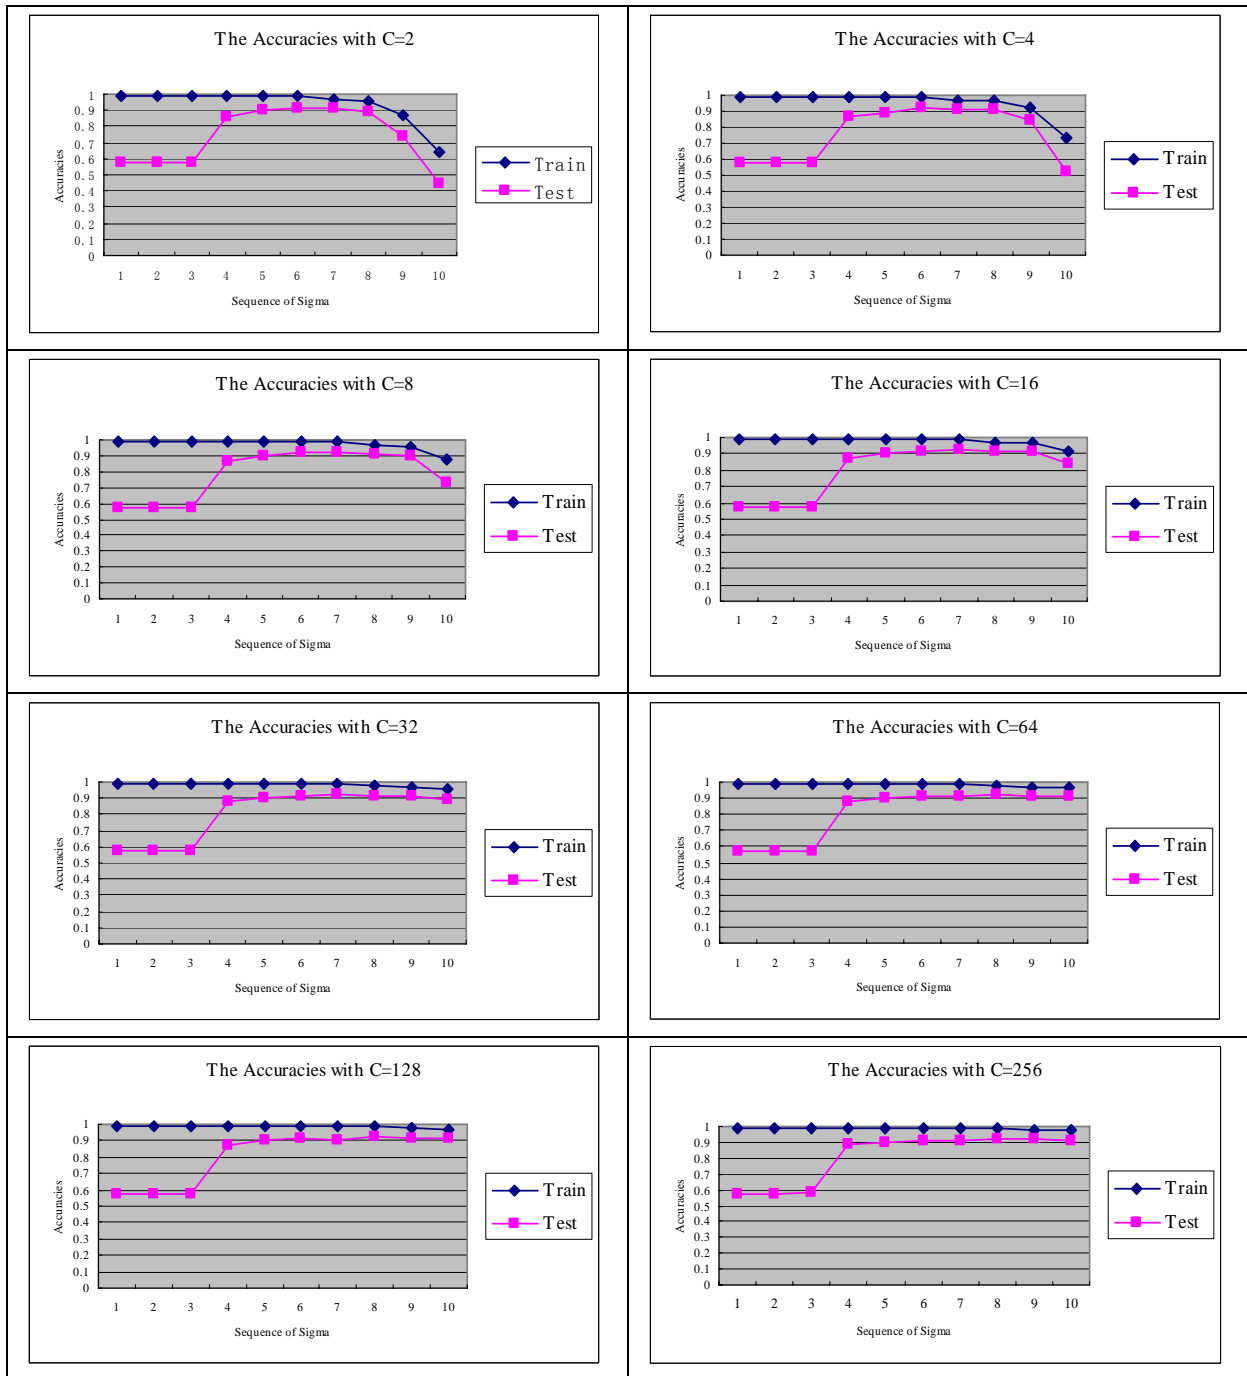 The Accuracies with C=2
1
0.9
0.8
0.7
0.6
0.5
0.4
0.3
0.2
0.1
0
Accuracies
1 2 3 4 5 6 7 8 9 10
Sequence of Sigma
Train
Test
The Accuracies with C=4
1
0.9
0.8
0.7
0.6
0.5
0.4
0.3
0.2
0.1
0
Accuracies
1 2 3 4 5 6 7 8 9 10
Sequence of Sigma
Train
Test
The Accuracies with C=8
1
0.9
0.8
0.7
0.6
0.5
0.4
0.3
0.2
0.1
0
Accuracies
1 2 3 4 5 6 7 8 9 10
Sequence of Sigma
Train
Test
The Accuracies with C=16
1
0.9
0.8
0.7
0.6
0.5
0.4
0.3
0.2
0.1
0
Accuracies
1 2 3 4 5 6 7 8 9 10
Sequence of Sigma
Train
Test
The Accuracies with C=32
1
0.9
0.8
0.7
0.6
0.5
0.4
0.3
0.2
0.1
0
Accuracies
1 2 3 4 5 6 7 8 9 10
Sequence of Sigma
Train
Test
The Accuracies with C=64
1
0.9
0.8
0.7
0.6
0.5
0.4
0.3
0.2
0.1
0
Accuracies
1 2 3 4 5 6 7 8 9 10
Sequence of Sigma
Train
Test
The Accuracies with C=128
1
0.9
0.8
0.7
0.6
0.5
0.4
0.3
0.2
0.1
0
Accuracies
1 2 3 4 5 6 7 8 9 10
Sequence of Sigma
Train
Test
The Accuracies with C=256
1
0.9
0.8
0.7
0.6
0.5
0.4
0.3
0.2
0.1
0
Accuracies
1 2 3 4 5 6 7 8 9 10
Sequence of Sigma
Train
Test